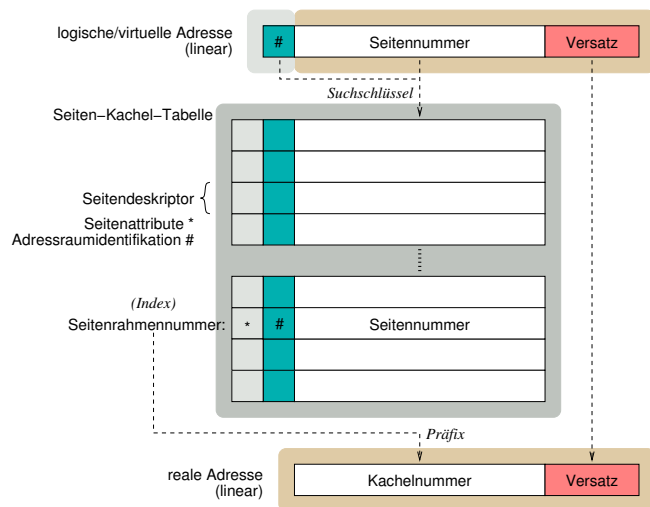 logische/virtuelle Adresse
(linear)
# Seitennummer Versatz
Suchschlüssel
Seiten−Kachel−Tabelle
Seitendeskriptor
Seitenattribute *
Adressraumidentifikation #
(Index)
Seitenrahmennummer: * # Seitennummer
Präfix
reale Adresse
(linear)
Kachelnummer Versatz